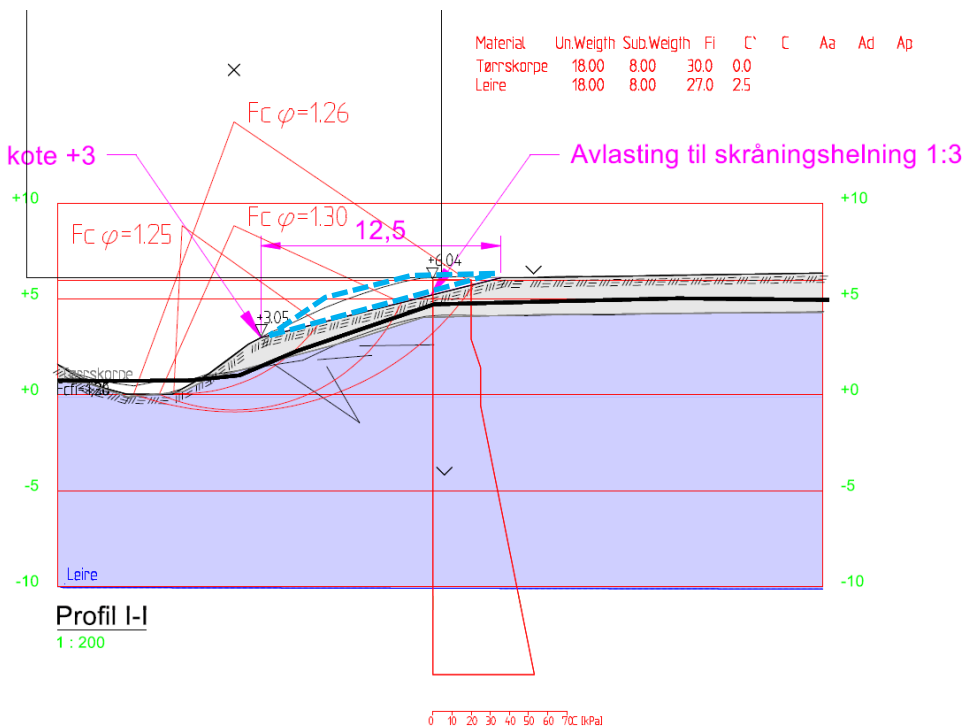 Material Un.Weigth Sub.Weigth Fi C` C Aa Ad Ap
Tørrskorpe 18.00 8.00 30.0 0.0
Leire 18.00 8.00 27.0 2.5
Fc φ=1.26
kote +3
Avlasting til skråningshelning 1:3
+10
+10
Fc φ=1.30
Fc φ=1.25
12,5
+6.04
+5
+5
+3.05
tørrskorpe
+0
+0
-5
-5
Leire
-10
-10
Profil I-I
1 : 200
0 10 20 30 40 50 60 70C [kPa]